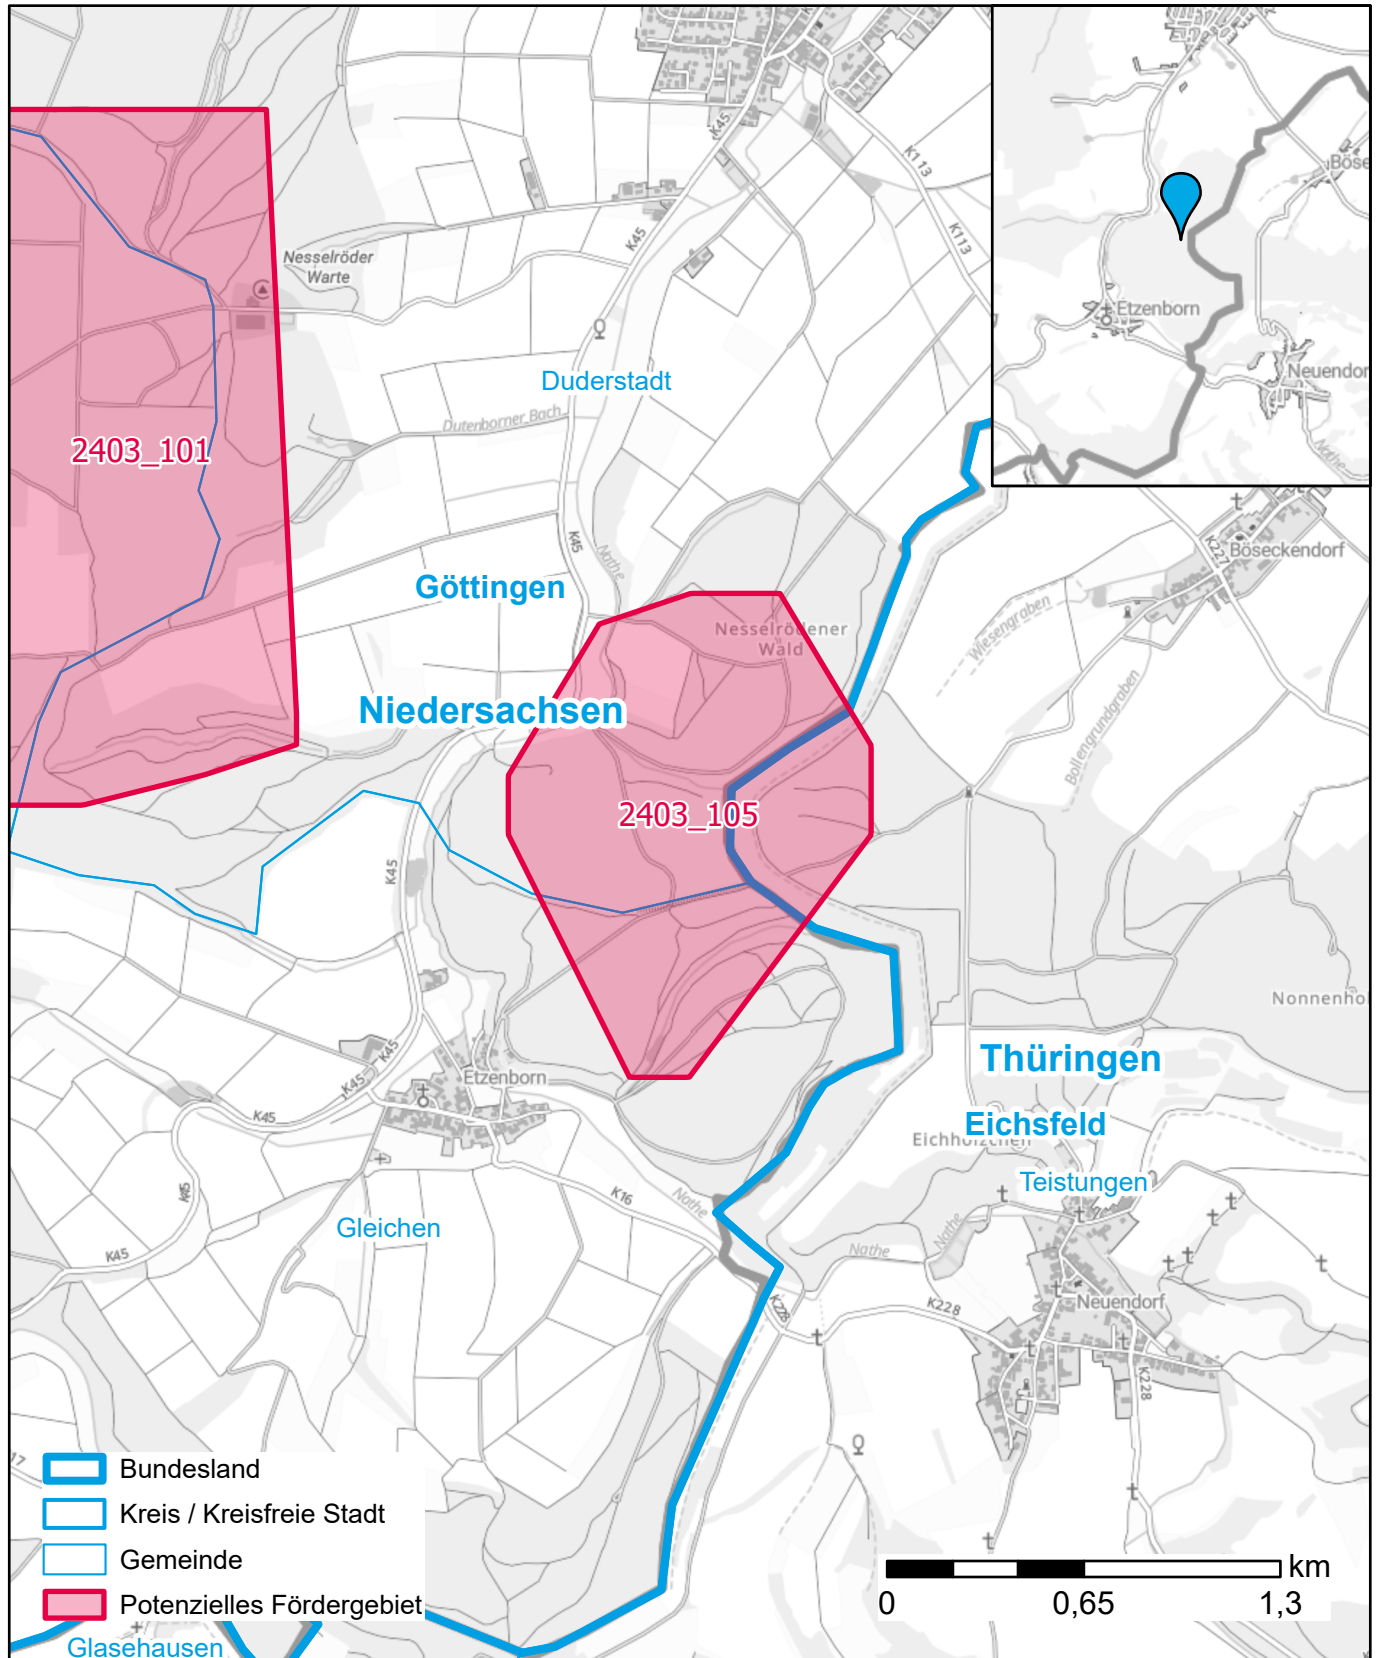 K45
K113
K113
Böse
Etzenborn
Neuendor
Nathe
Nesselröder
Warte
K45
Duderstadt
Dutenborner Bach
2403_101
K45
Nathe
Göttingen
K227
Böseckendorf
Wiesengraben
Nesselrödener
Wald
Niedersachsen
Bollengrundgraben
2403_105
K45
Nonnenhol
K45
K45
K45
Thüringen
Etzenborn
Eichsfeld
Eichhölzchen
Teistungen
K45
K16
Nathe
Gleichen
Nathe
Nathe
K45
K228
K228
Neuendorf
K228
17
Bundesland
Kreis / Kreisfreie Stadt
Gemeinde
Potenzielles Fördergebiet
km
0
0,65
1,3
Glasehausen